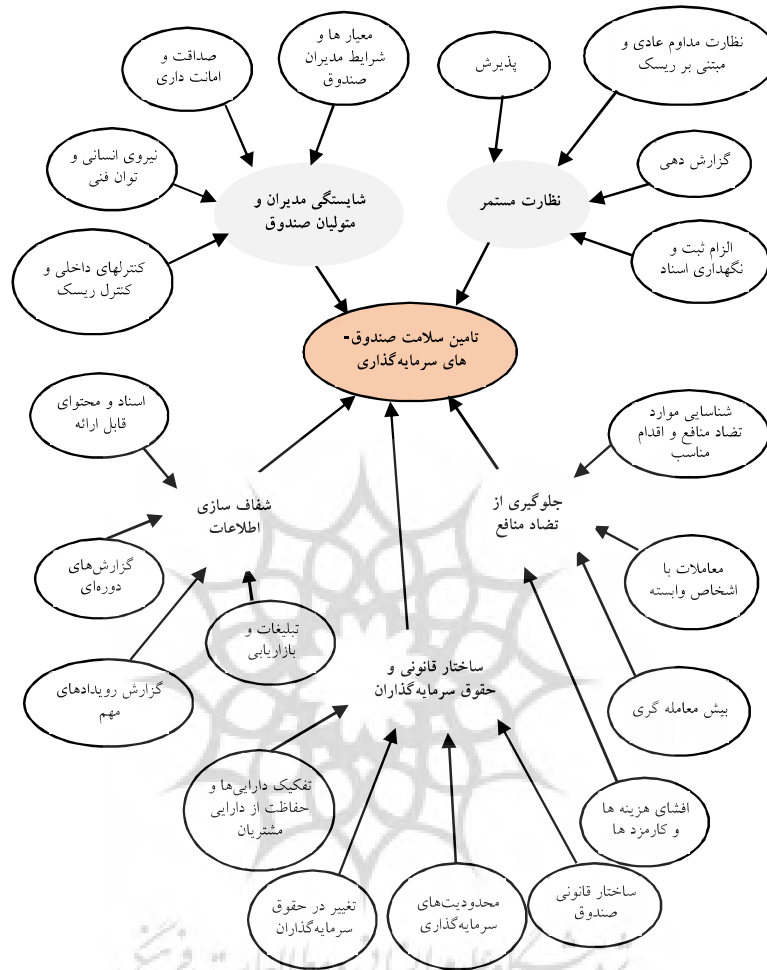 معیار ها و
شرایط مدیران
صندوق
صداقت و
امانت داری
نیروی انسانی و
توان فنی
کنترلهای داخلی و
کنترل ریسک
شایستگی مدیران و
متولیان صندوق
نظارت مداوم عادی و
مبتنی بر ریسک
پذیرش
گزارش دهی
الزام ثبت و
نگهداری اسناد
نظارت مستمر
تامین سلامت صندوق-
های سرمایه‌گذاری
اسناد و محتوای
قابل ارائه
گزارش‌های
دوره‌ای
گزارش رویدادهای
مهم
تبلیغات و
بازاریابی
شفاف سازی
اطلاعات
شناسایی موارد
تضاد منافع و اقدام
مناسب
معاملات با
اشخاص وابسته
بیش معامله گری
افشای هزینه ها
و کارمزد ها
جلوگیری از
تضاد منافع
ساختار قانونی و
حقوق سرمایه‌گذاران
تفکیک دارایی‌ها و
حفاظت از دارایی
مشتریان
تغییر در حقوق
سرمایه‌گذاران
محدودیت‌های
سرمایه‌گذاری
ساختار قانونی
صندوق